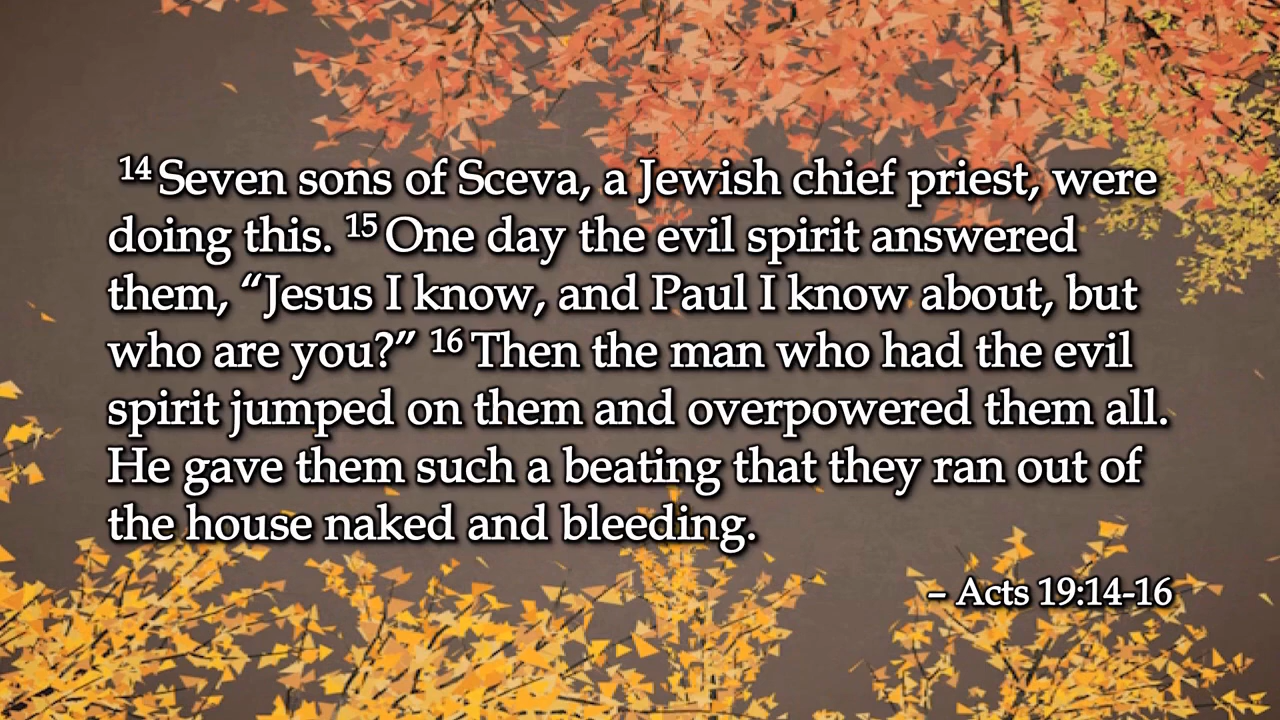 14 Seven sons of Sceva, a Jewish chief priest, were
doing this. 15 One day the evil spirit answered
them, “Jesus I know, and Paul I know about, but
who are you?” 16 Then the man who had the evil
spirit jumped on them and overpowered them all.
He gave them such a beating that they ran out of
the house naked and bleeding.
– Acts 19:14-16